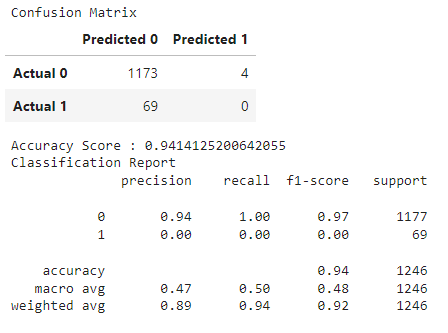 Confusion Matrix
Predicted 0 Predicted 1
Actual 0 1173 4
Actual 1 69 0
Accuracy Score : 0.9414125200642055
Classification Report
precision recall f1-score support
0 0.94 1.00 0.97 1177
1 0.00 0.00 0.00 69
accuracy 0.94 1246
macro avg 0.47 0.50 0.48 1246
weighted avg 0.89 0.94 0.92 1246